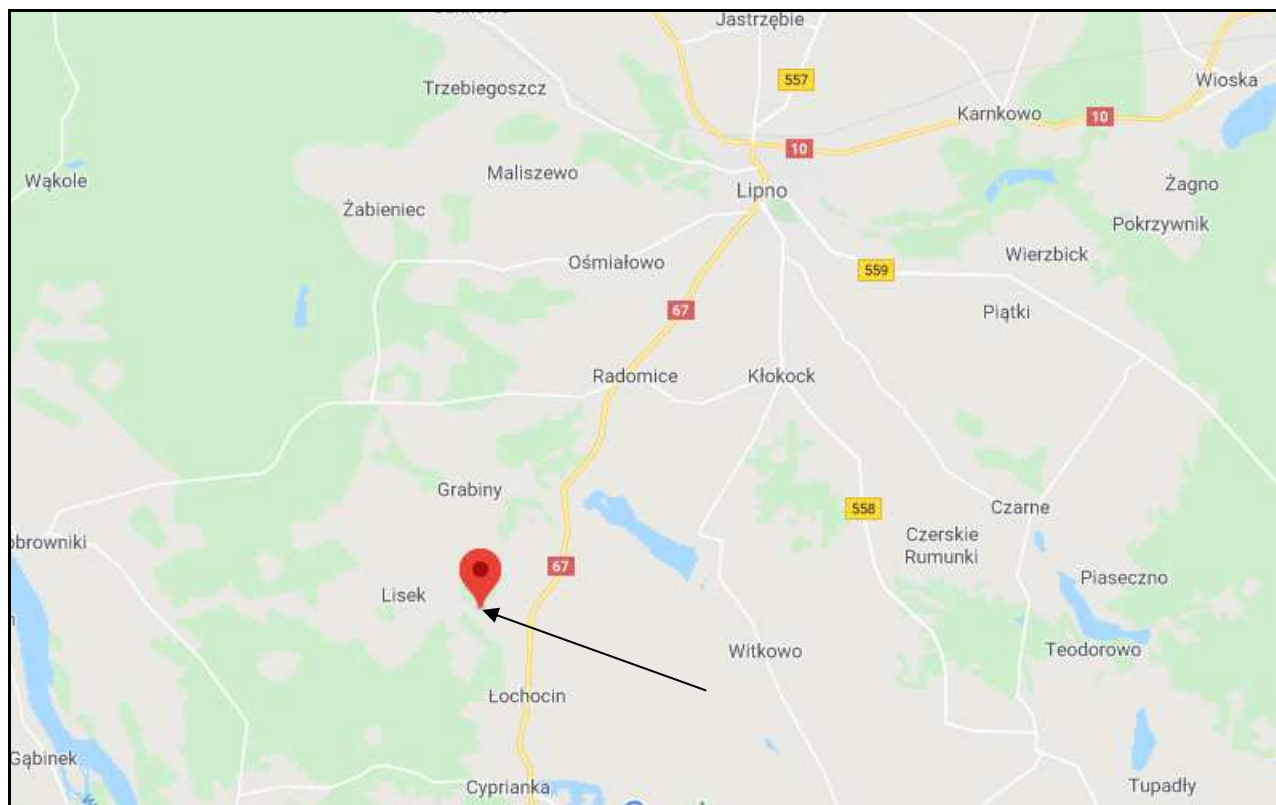 Jastrzębie
557
Wioska
Trzebiegoszcz
Karnkowo
10
10
Maliszewo
Wąkole
Lipno
Żagno
Żabieniec
Pokrzywnik
Wierzbick
Ośmiałowo
559
67
Piątki
Radomice
Kłokock
Grabiny
558
Czarne
Czerskie
Rumunki
obrowniki
67
Piaseczno
Lisek
Witkowo
Teodorowo
Łochocin
Gąbinek
Cyprianka
Tupadły